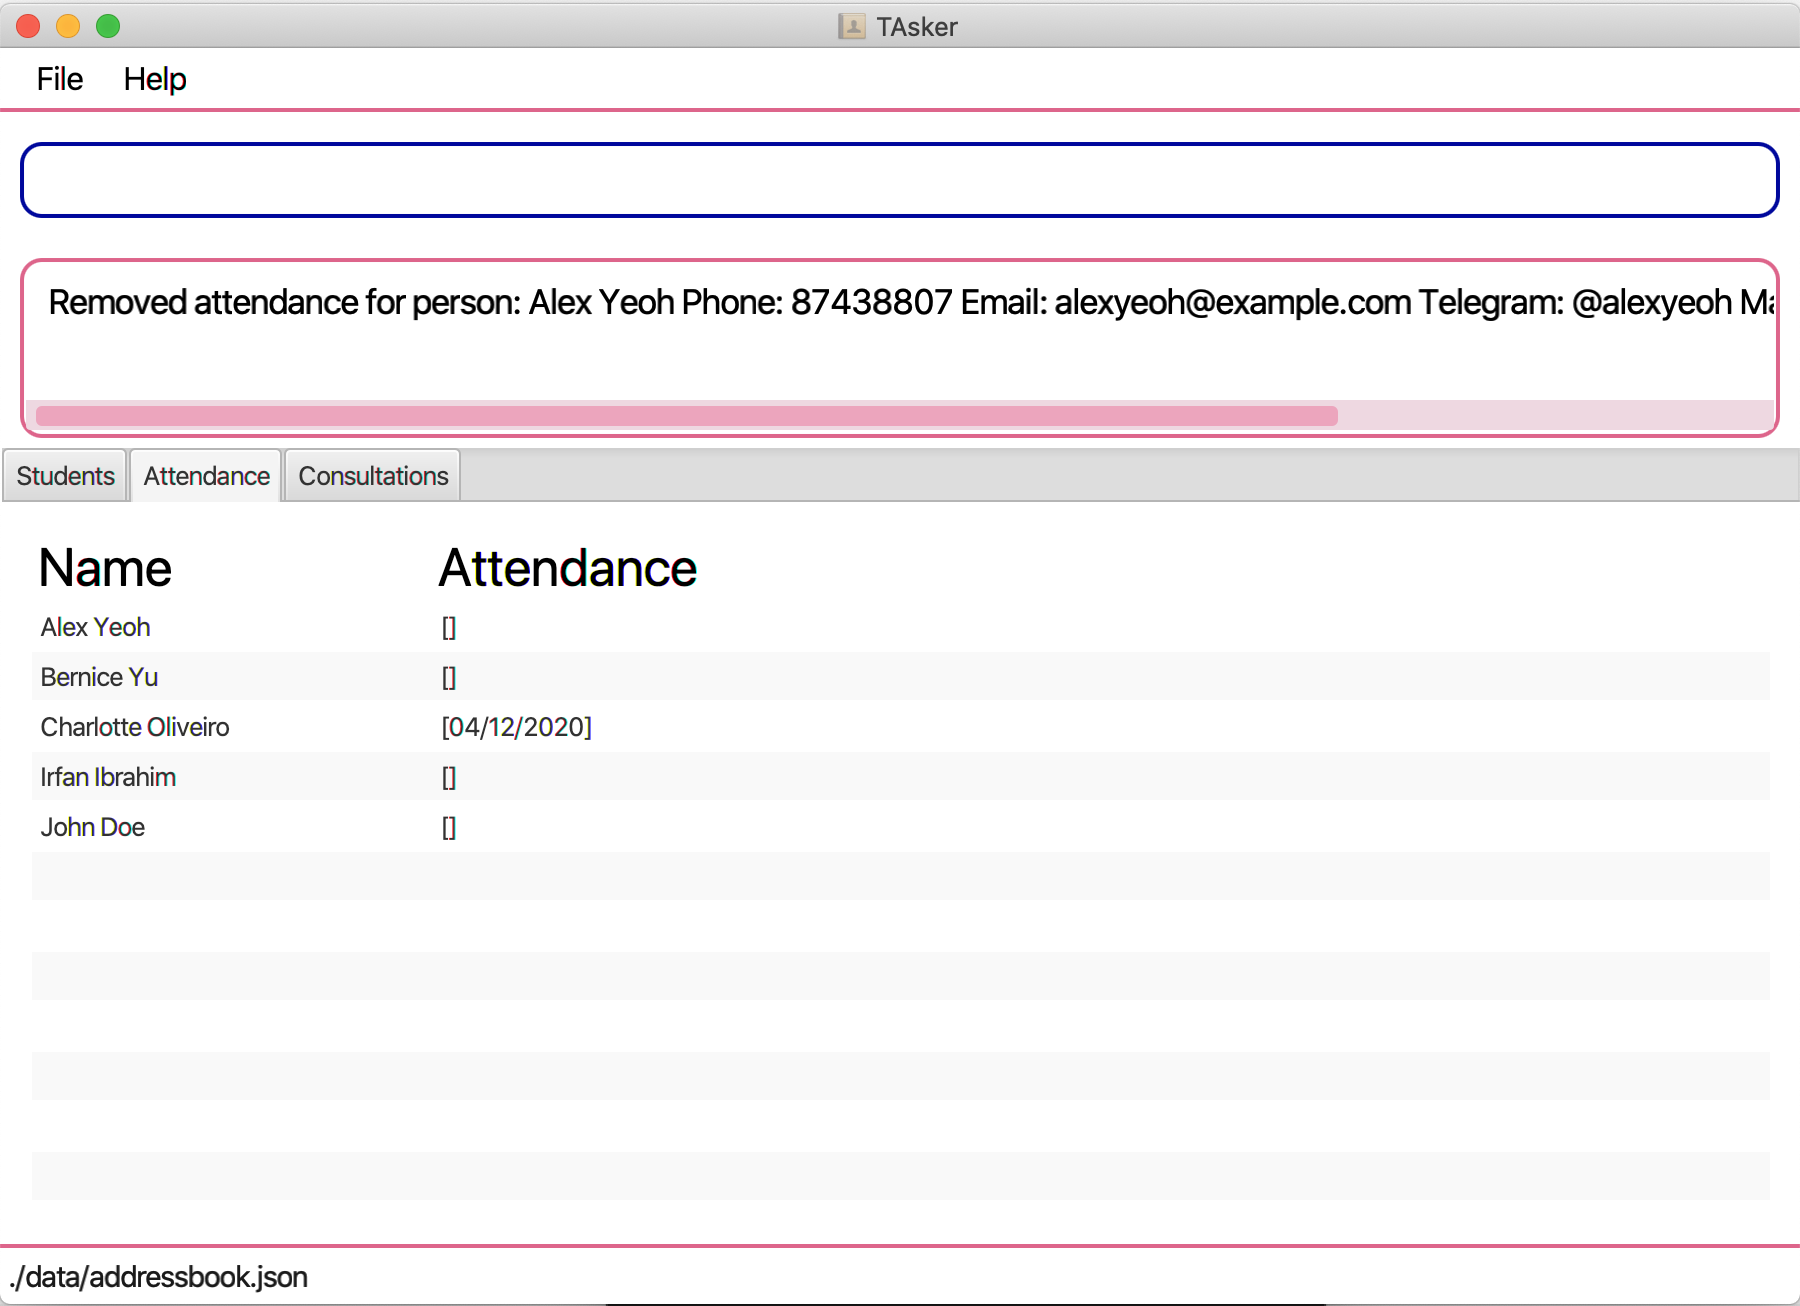 TAsker
File Help
Removed attendance for person: Alex Yeoh Phone: 87438807 Email: alexyeoh@example.com Telegram: @alexyeoh
Students Attendance Consultations
Name Attendance
Alex Yeoh []
Bernice Yu []
Charlotte Oliveiro [04/12/2020]
Irfan Ibrahim []
John Doe []
./data/addressbook.json